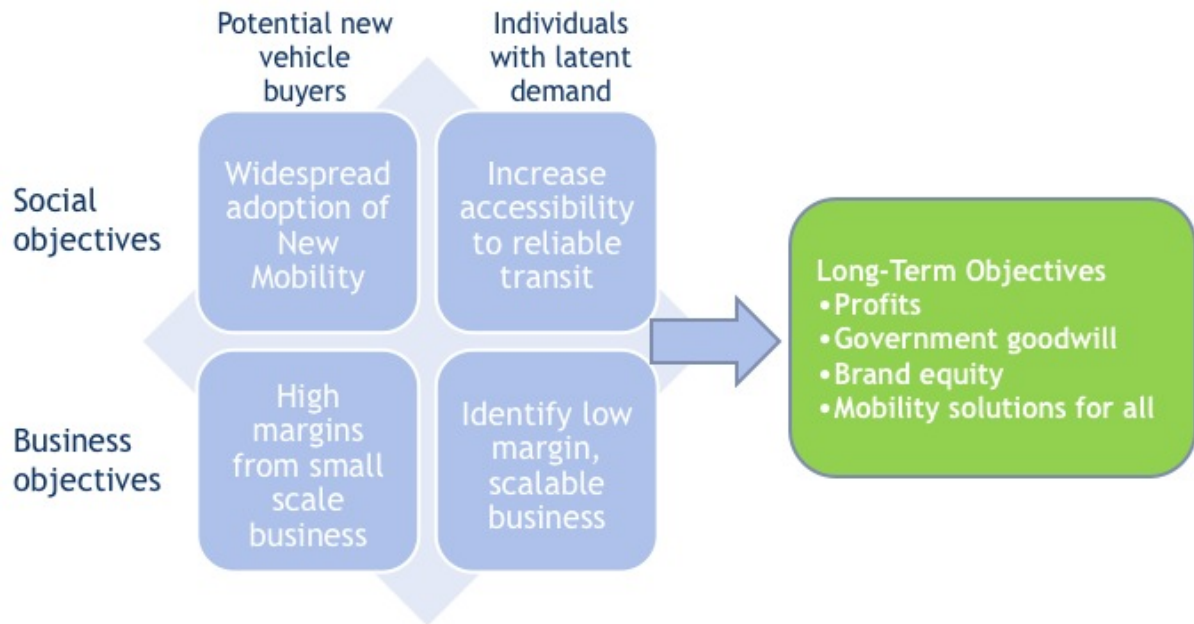 Potential new
vehicle
buyers
Individuals
with latent
demand
Social
objectives
Widespread
adoption of
New
Mobility
Increase
accessibility
to reliable
transit
Business
objectives
High
margins
from small
scale
business
Identify low
margin,
scalable
business
Long-Term Objectives
•Profits
•Government goodwill
•Brand equity
•Mobility solutions for all